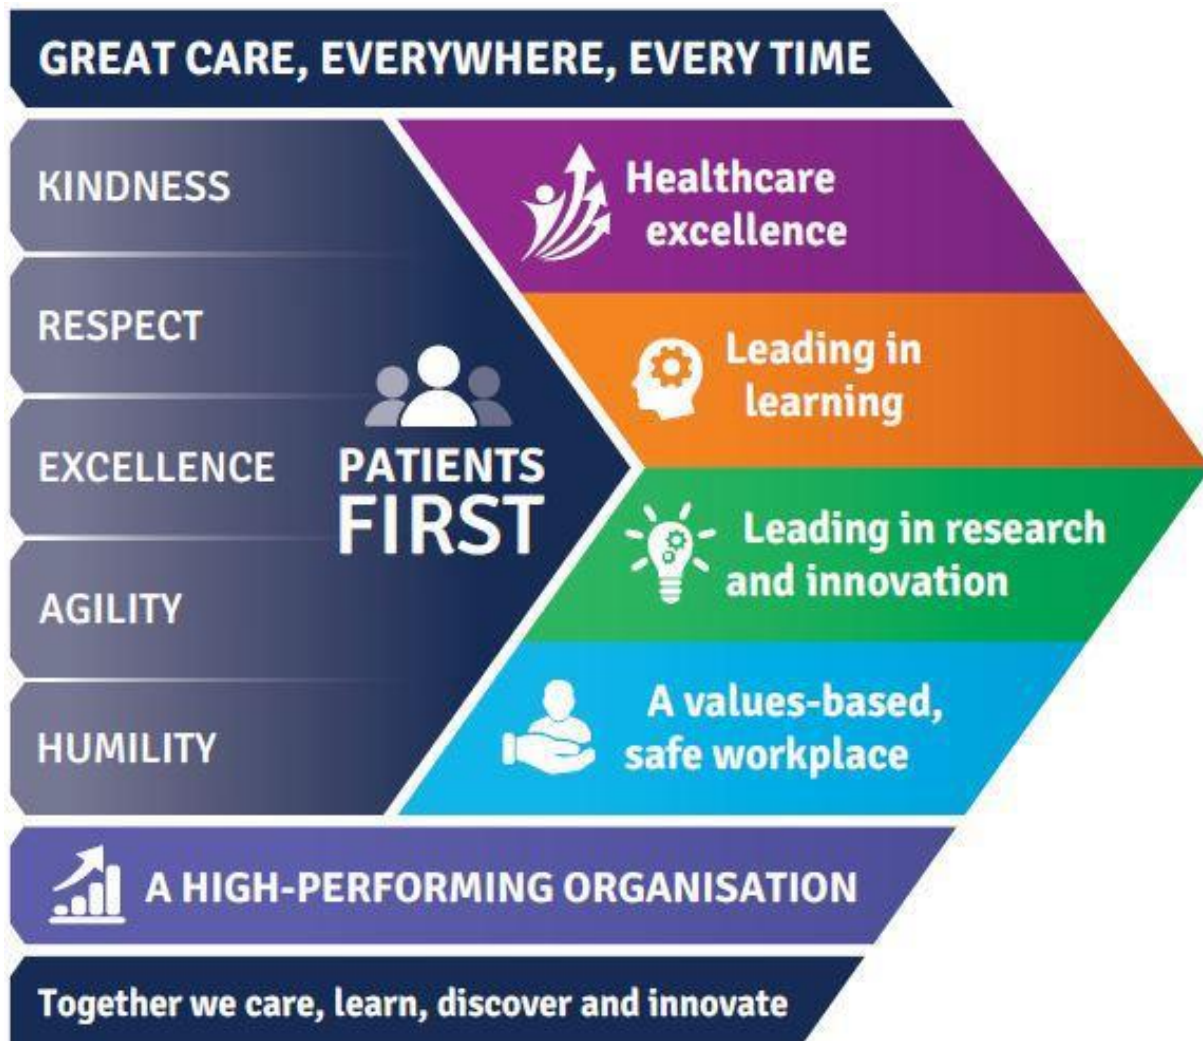 GREAT CARE, EVERYWHERE, EVERY TIME
KINDNESS
RESPECT
EXCELLENCE
AGILITY
HUMILITY
PATIENTS
FIRST
Healthcare
excellence
Leading in
learning
Leading in research
and innovation
A values-based,
safe workplace
A HIGH-PERFORMING ORGANISATION
Together we care, learn, discover and innovate